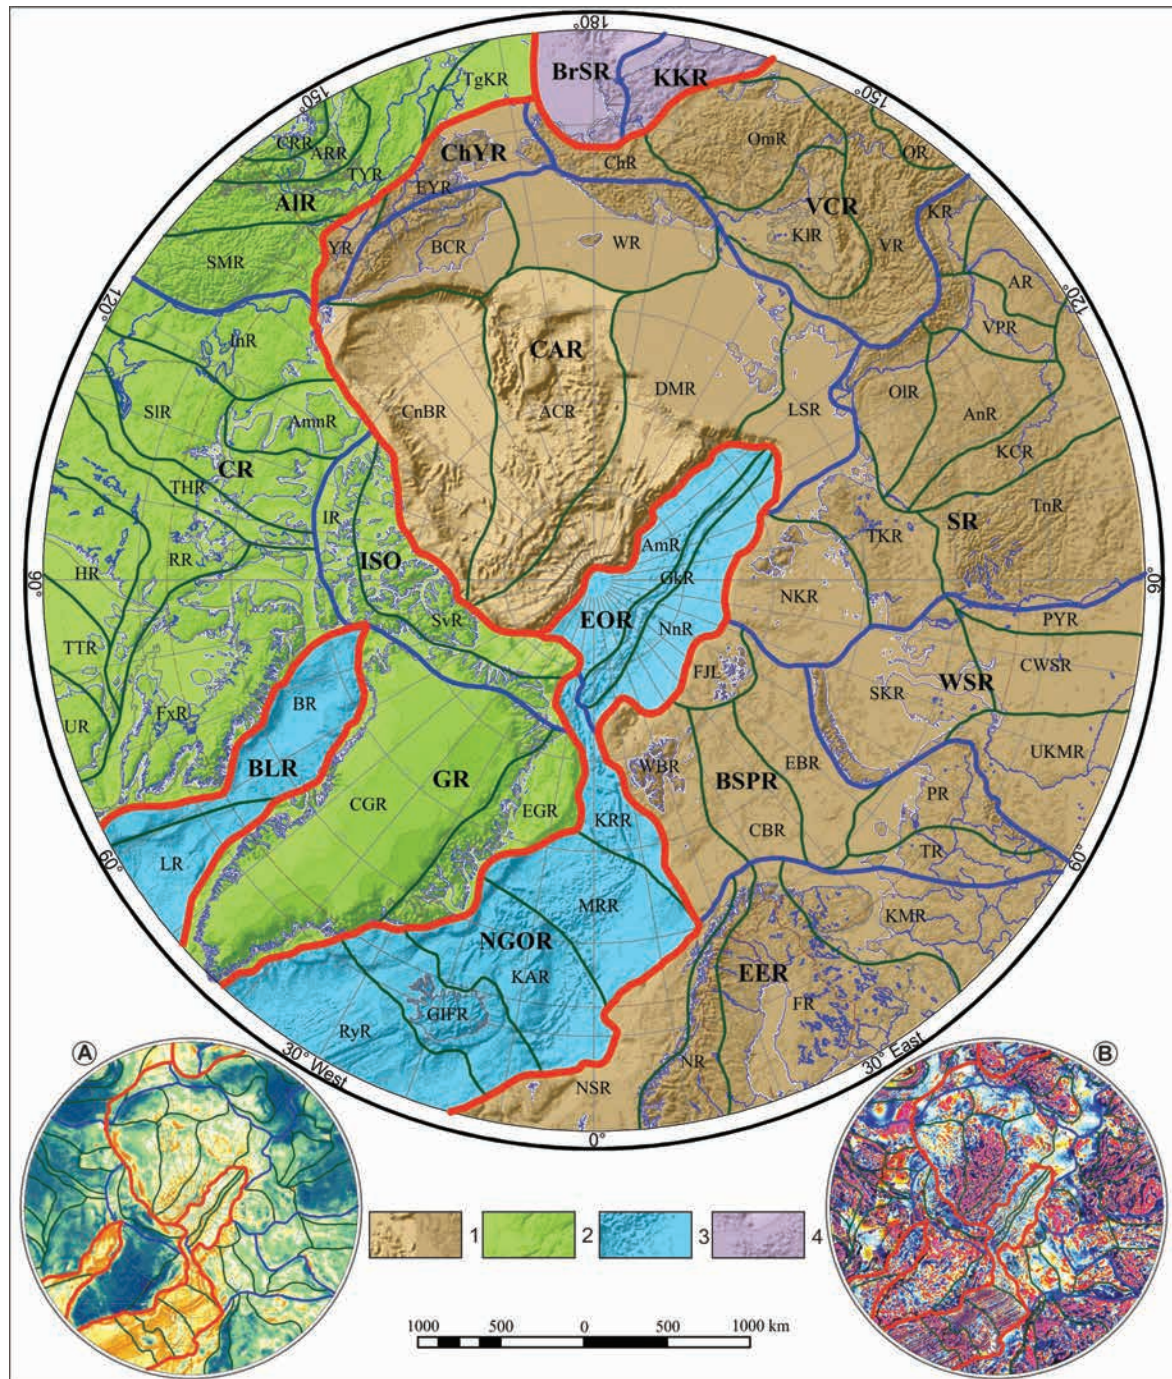 180°
150°
150°
BrSR
KKR
TgKR
CRR
ARR
TYR
ChYR
ChR
OmR
OR
EYR
AlR
VCR
KR
YR
BCR
WR
KlR
VR
SMR
AR
120°
120°
VPR
InR
CAR
SlR
CnBR
ACR
DMR
LSR
OlR
AnR
AmnR
KCR
CR
THR
IR
SR
TnR
TKR
RR
ISO
AmR
HR
GkR
90°
90°
NKR
EOR
SvR
NnR
PYR
TTR
FJL
CWSR
SKR
WSR
BR
UR
FxR
UKMR
WBR
EBR
BLR
GR
BSPR
PR
CGR
EGR
KRR
CBR
TR
60°
60°
LR
MRR
KMR
NGOR
EER
KAR
FR
GIFR
RyR
NR
30° West
30° East
NSR
0°
A
B
1
2
3
4
1000
500
0
500
1000 km